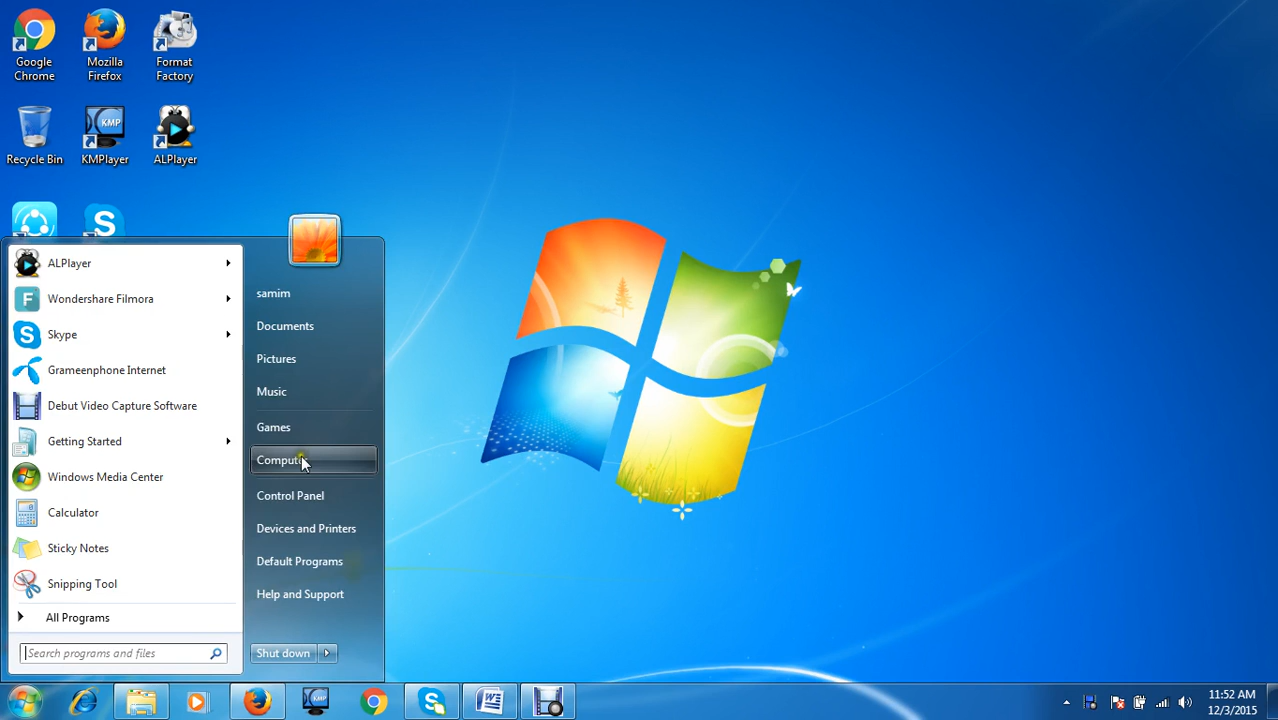 Google
Chrome
Mozilla
Firefox
Format
Factory
Recycle Bin
KMP
KMPlayer
ALPlayer
ALPlayer
Wondershare Filmora
Skype
Grameenphone Internet
Debut Video Capture Software
Getting Started
Windows Media Center
Calculator
Sticky Notes
Snipping Tool
All Programs
Search programs and files
samim
Documents
Pictures
Music
Games
Computer
Control Panel
Devices and Printers
Default Programs
Help and Support
Shut down
KMP
11:52 AM
12/3/2015